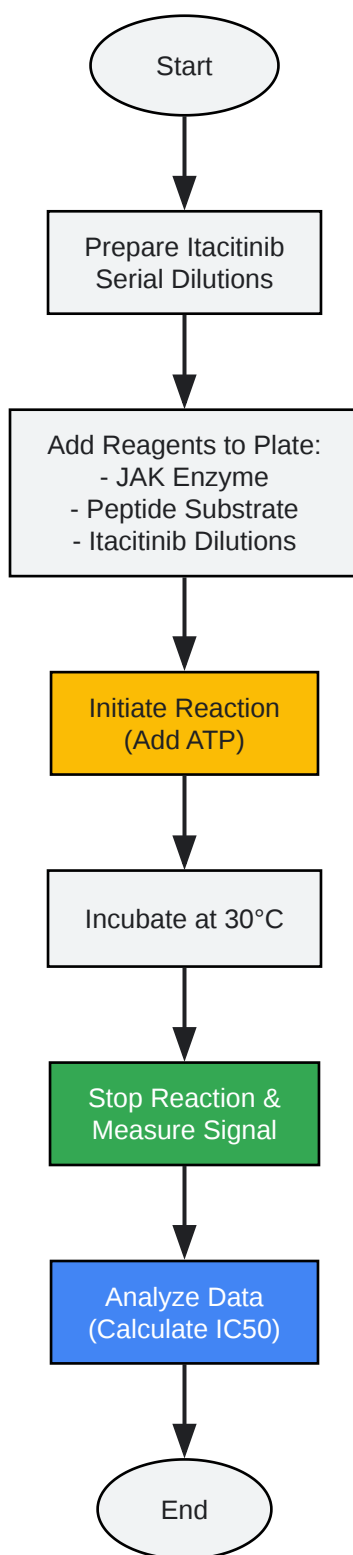 Start
Prepare Itacitinib
Serial Dilutions
Add Reagents to Plate:
- JAK Enzyme
- Peptide Substrate
- Itacitinib Dilutions
Initiate Reaction
(Add ATP)
Incubate at 30°C
Stop Reaction &
Measure Signal
Analyze Data
(Calculate IC50)
End